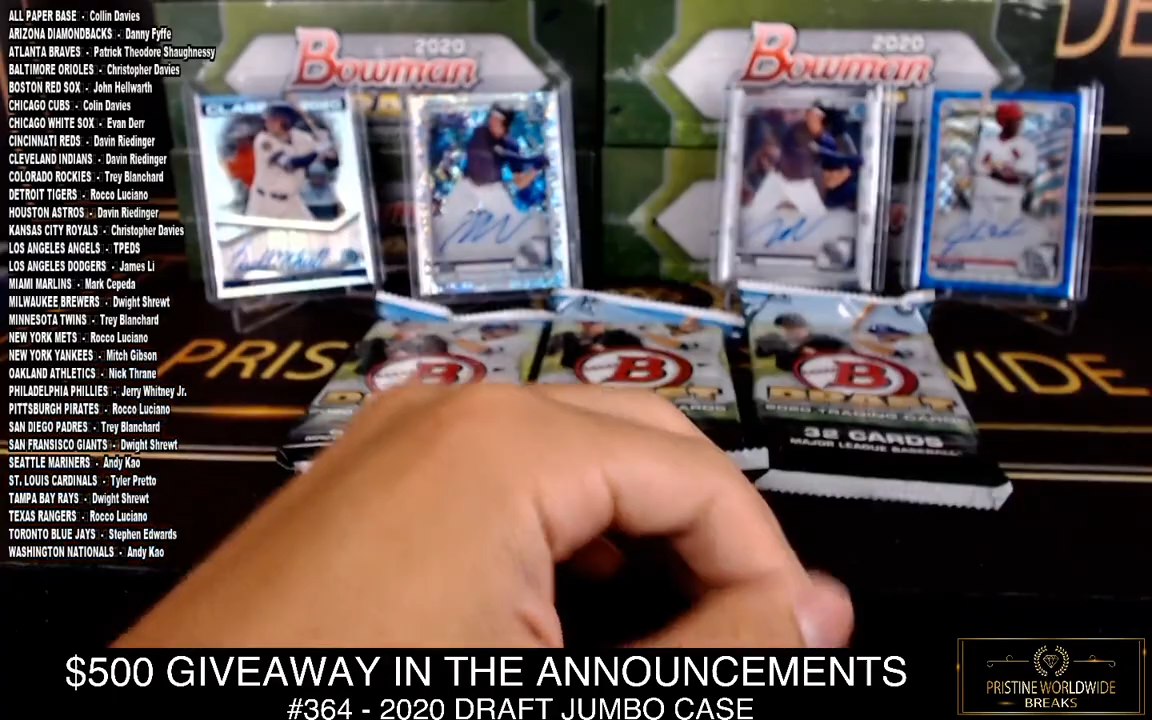 ALL PAPER BASE - Collin Davies
ARIZONA DIAMONDBACKS - Danny Fyffe
ATLANTA BRAVES - Patrick Theodore Shaughnessy
BALTIMORE ORIOLES - Christopher Davies
BOSTON RED SOX - John Hellwarth
CHICAGO CUBS - Colin Davies
CHICAGO WHITE SOX - Evan Derr
CINCINNATI REDS - Davin Riedinger
CLEVELAND INDIANS - Davin Riedinger
COLORADO ROCKIES - Trey Blanchard
DETROIT TIGERS - Rocco Luciano
HOUSTON ASTROS - Davin Riedinger
KANSAS CITY ROYALS - Christopher Davies
LOS ANGELES ANGELS - TPEDS
LOS ANGELES DODGERS - James Li
MIAMI MARLINS - Mark Cepeda
MILWAUKEE BREWERS - Dwight Shrewt
MINNESOTA TWINS - Trey Blanchard
NEW YORK METS - Rocco Luciano
NEW YORK YANKEES - Mitch Gibson
OAKLAND ATHLETICS - Nick Thrane
PHILADELPHIA PHILLIES - Jerry Whitney Jr.
PITTSBURGH PIRATES - Rocco Luciano
SAN DIEGO PADRES - Trey Blanchard
SAN FRANSISCO GIANTS - Dwight Shrewt
SEATTLE MARINERS - Andy Kao
ST. LOUIS CARDINALS - Tyler Pretto
TAMPA BAY RAYS - Dwight Shrewt
TEXAS RANGERS - Rocco Luciano
TORONTO BLUE JAYS - Stephen Edwards
WASHINGTON NATIONALS - Andy Kao
2020
Bowman
2020
Bowman
DE
PRIS
WIDE
B
B
B
DRAFT
2020 TRADING CARDS
32 CARDS
MAJOR LEAGUE BASEBALL
$500 GIVEAWAY IN THE ANNOUNCEMENTS
#364 - 2020 DRAFT JUMBO CASE
PRISTINE WORLDWIDE
BREAKS